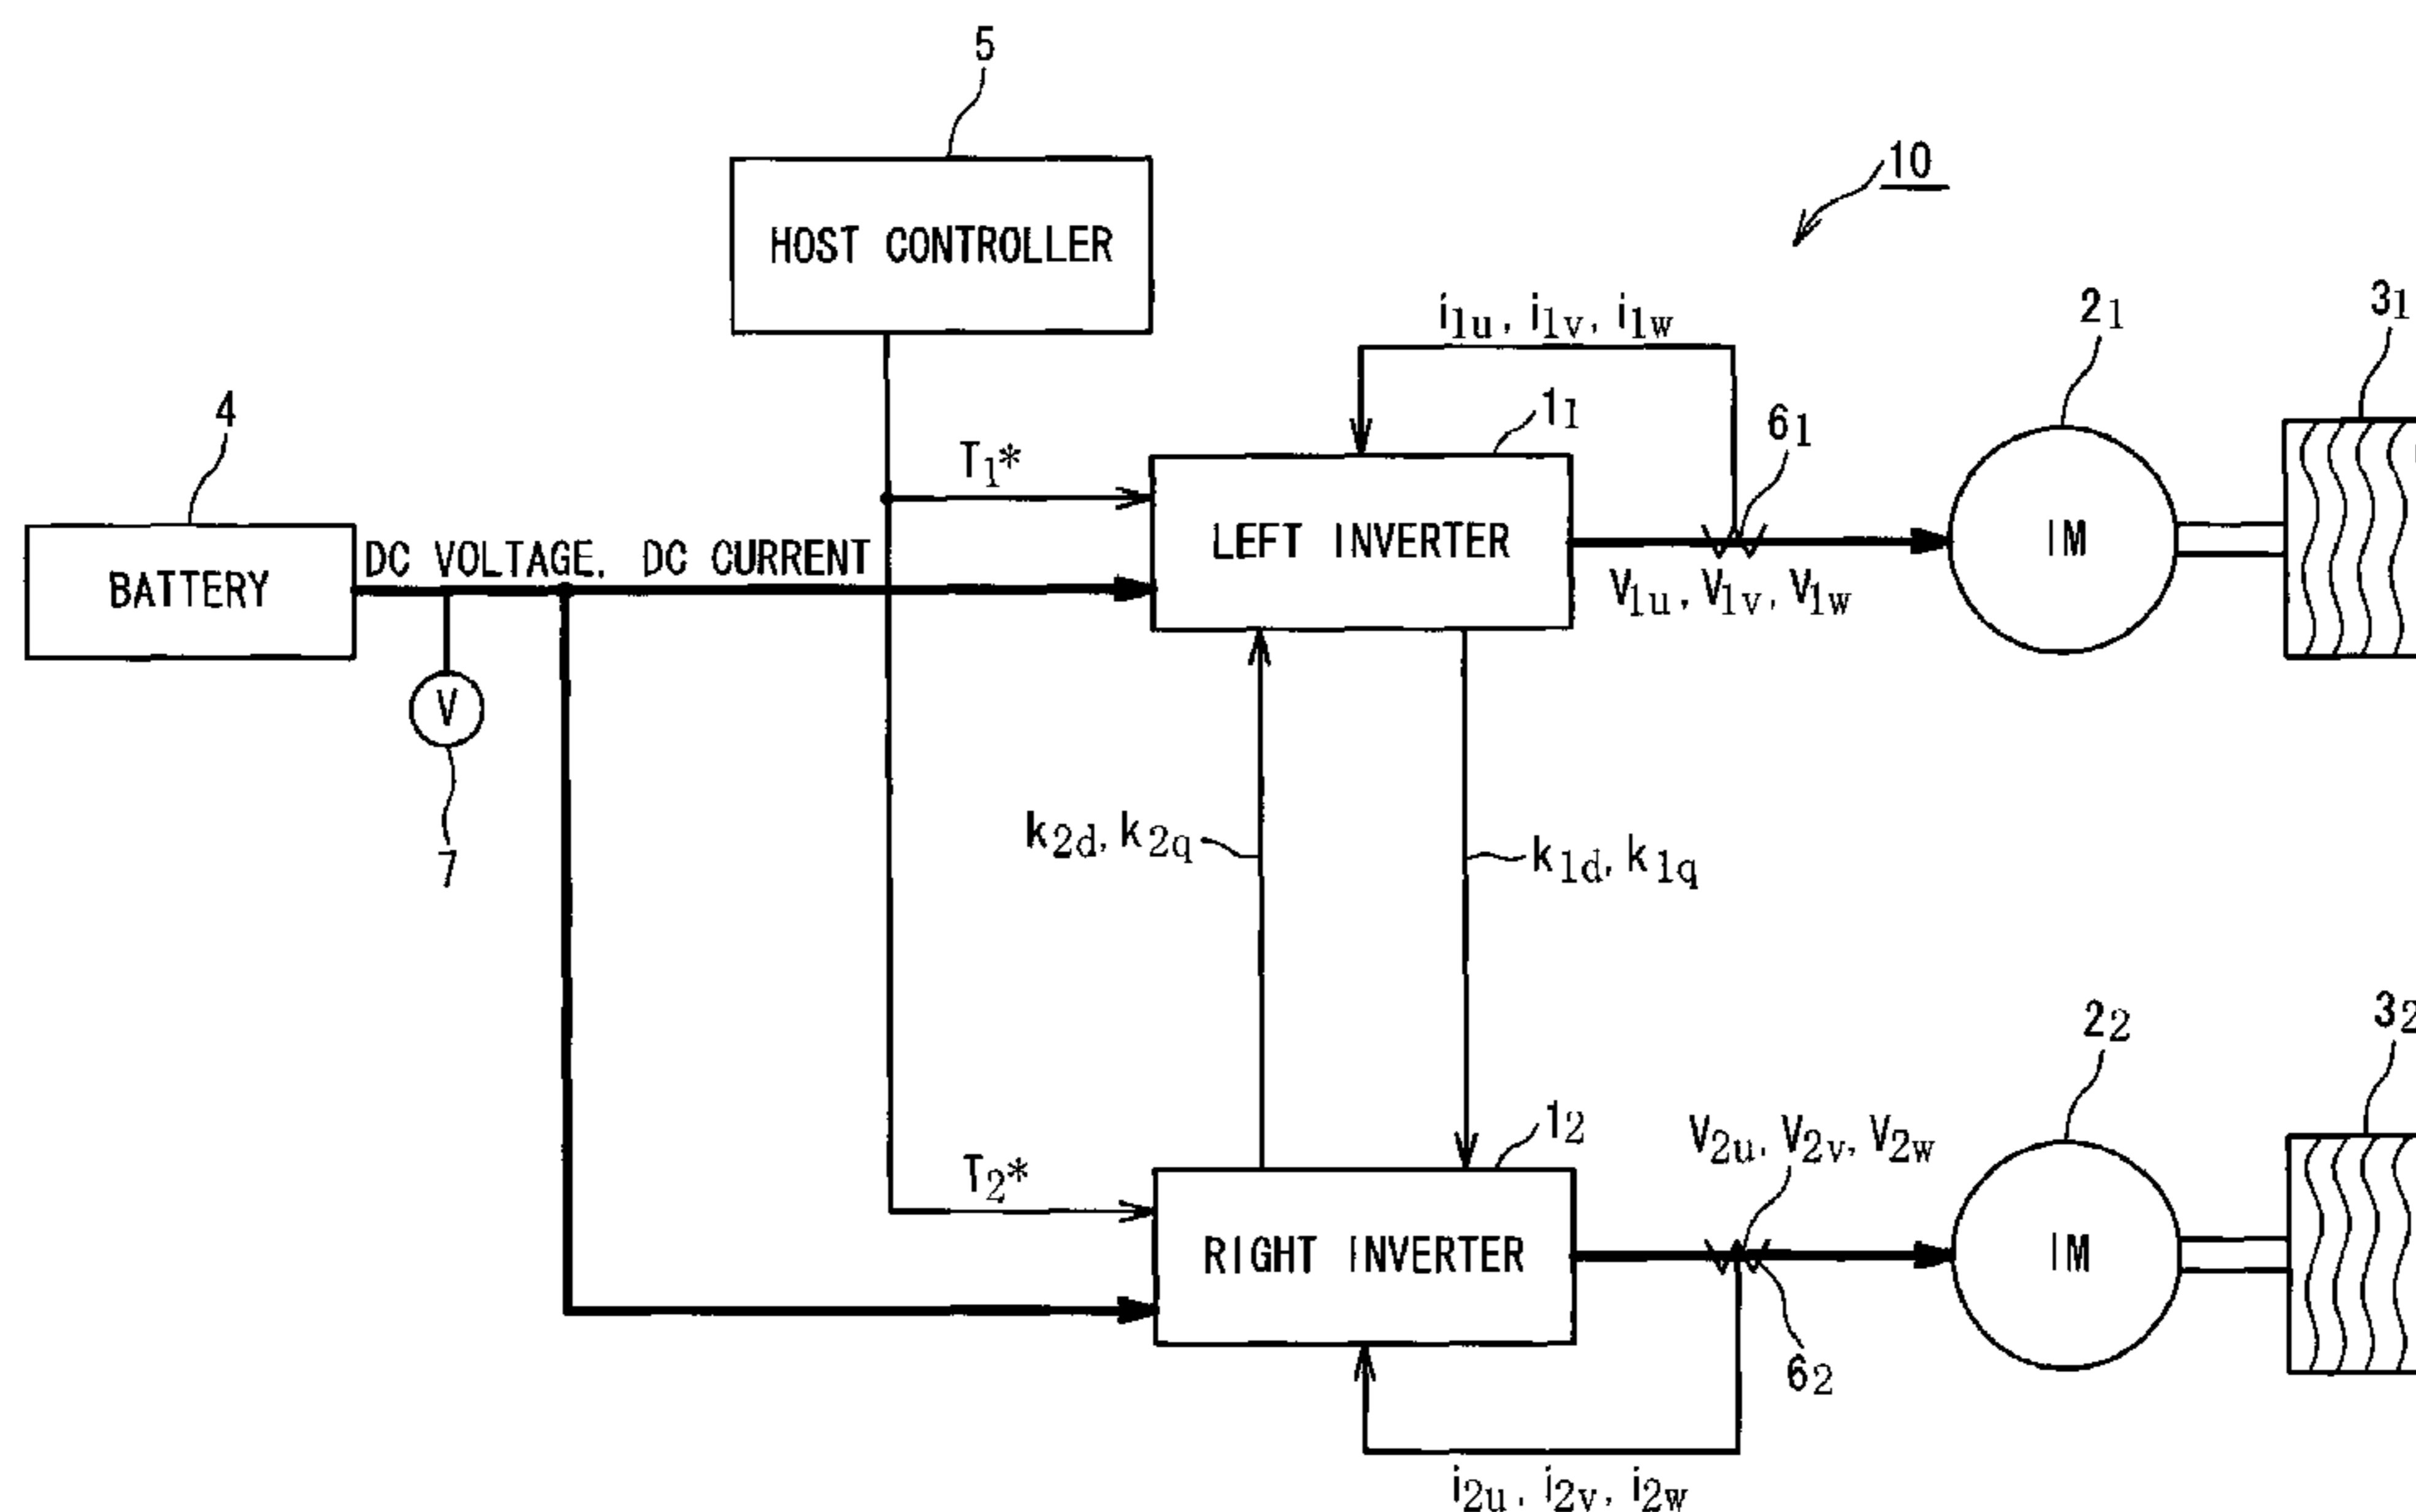 5
10
HOST CONTROLLER
i1u, i1v, i1w
21
31
4
11
61
T1*
BATTERY
DC VOLTAGE, DC CURRENT
LEFT INVERTER
IM
V1u, V1v, V1w
V
7
k2d, k2q
k1d, k1q
22
32
12
V2u, V2v, V2w
T2*
RIGHT INVERTER
IM
62
i2u, i2v, i2w